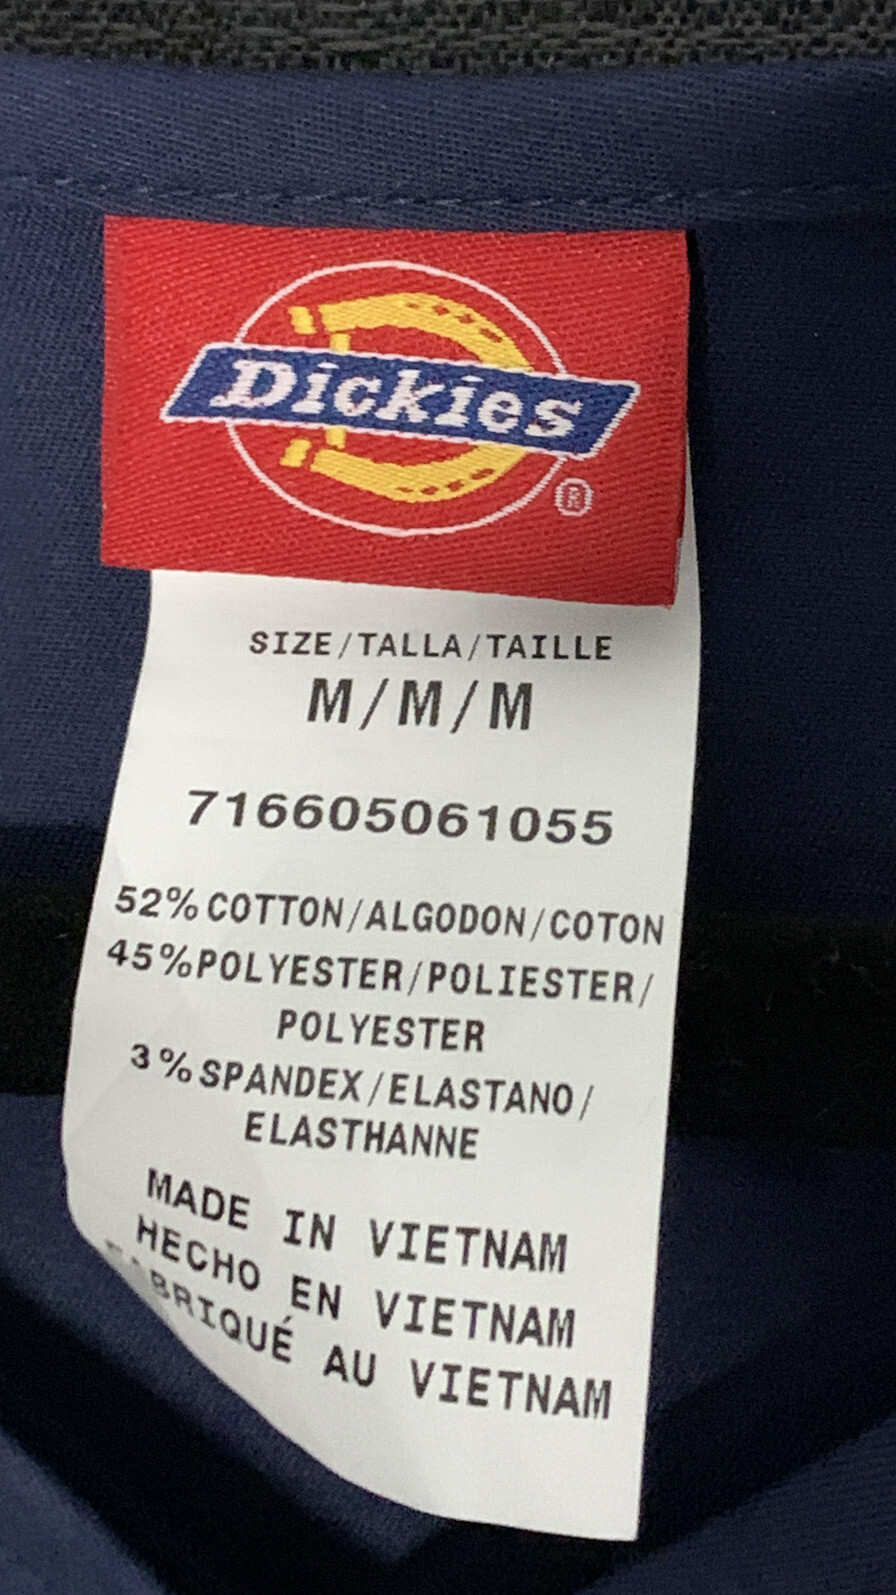 Dickies
®
SIZE/TALLA/TAILLE
M/M/M
716605061055
52% COTTON/ALGODON/COTON
45%POLYESTER/POLIESTER/
POLYESTER
3%SPANDEX/ELASTANO/
ELASTHANNE
MADE IN VIETNAM
HECHO EN VIETNAM
FABRIQUÉ AU VIETNAM